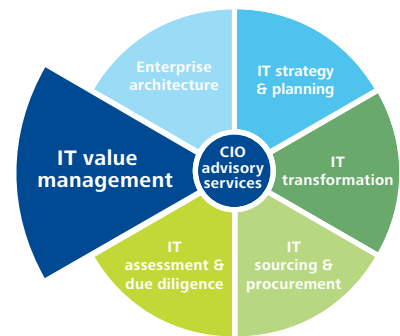 Enterprise
architecture
IT strategy
& planning
IT value
management
CIO
advisory
services
IT
transformation
IT
assessment &
due diligence
IT
sourcing &
procurement